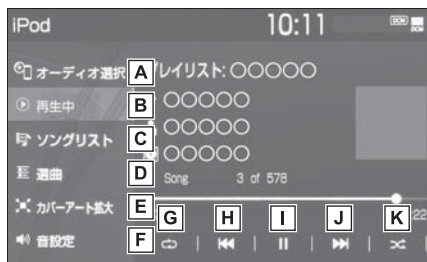 iPod 10:11 DCM
オーディオ選択 A プレイリスト: ○○○○○
再生中 B ○○○○○
ソングリスト C ○○○○○
選曲 D ○○○○○
Song 3 of 578
カバーアート拡大 E
:22
音設定 F G H I J K